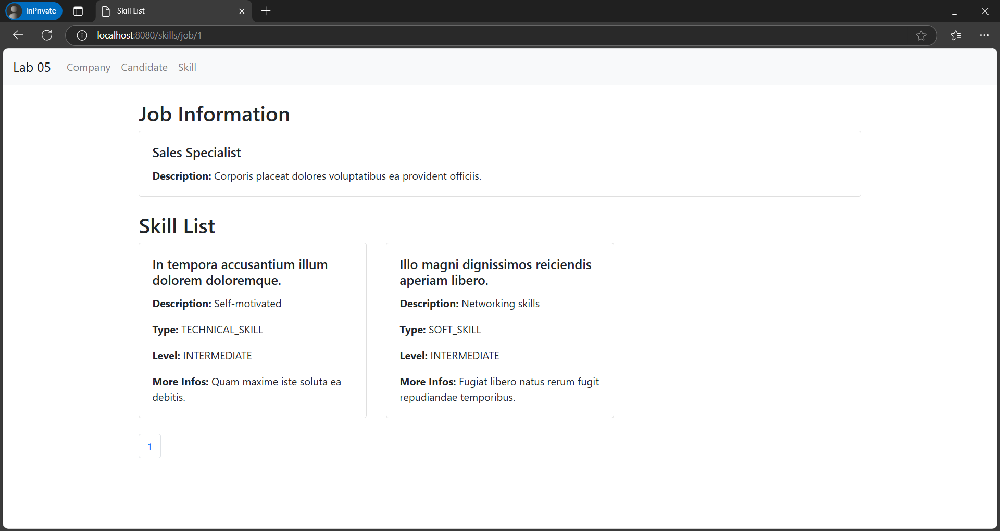 InPrivate
Skill List
localhost:8080/skills/job/1
Lab 05 Company Candidate Skill
Job Information
Sales Specialist
Description: Corporis placeat dolores voluptatibus ea provident officiis.
Skill List
In tempora accusantium illum
dolorem doloremque.
Description: Self-motivated
Type: TECHNICAL_SKILL
Level: INTERMEDIATE
More Infos: Quam maxime iste soluta ea
debitis.
Illo magni dignissimos reiciendis
aperiam libero.
Description: Networking skills
Type: SOFT_SKILL
Level: INTERMEDIATE
More Infos: Fugiat libero natus rerum fugit
repudiandae temporibus.
1